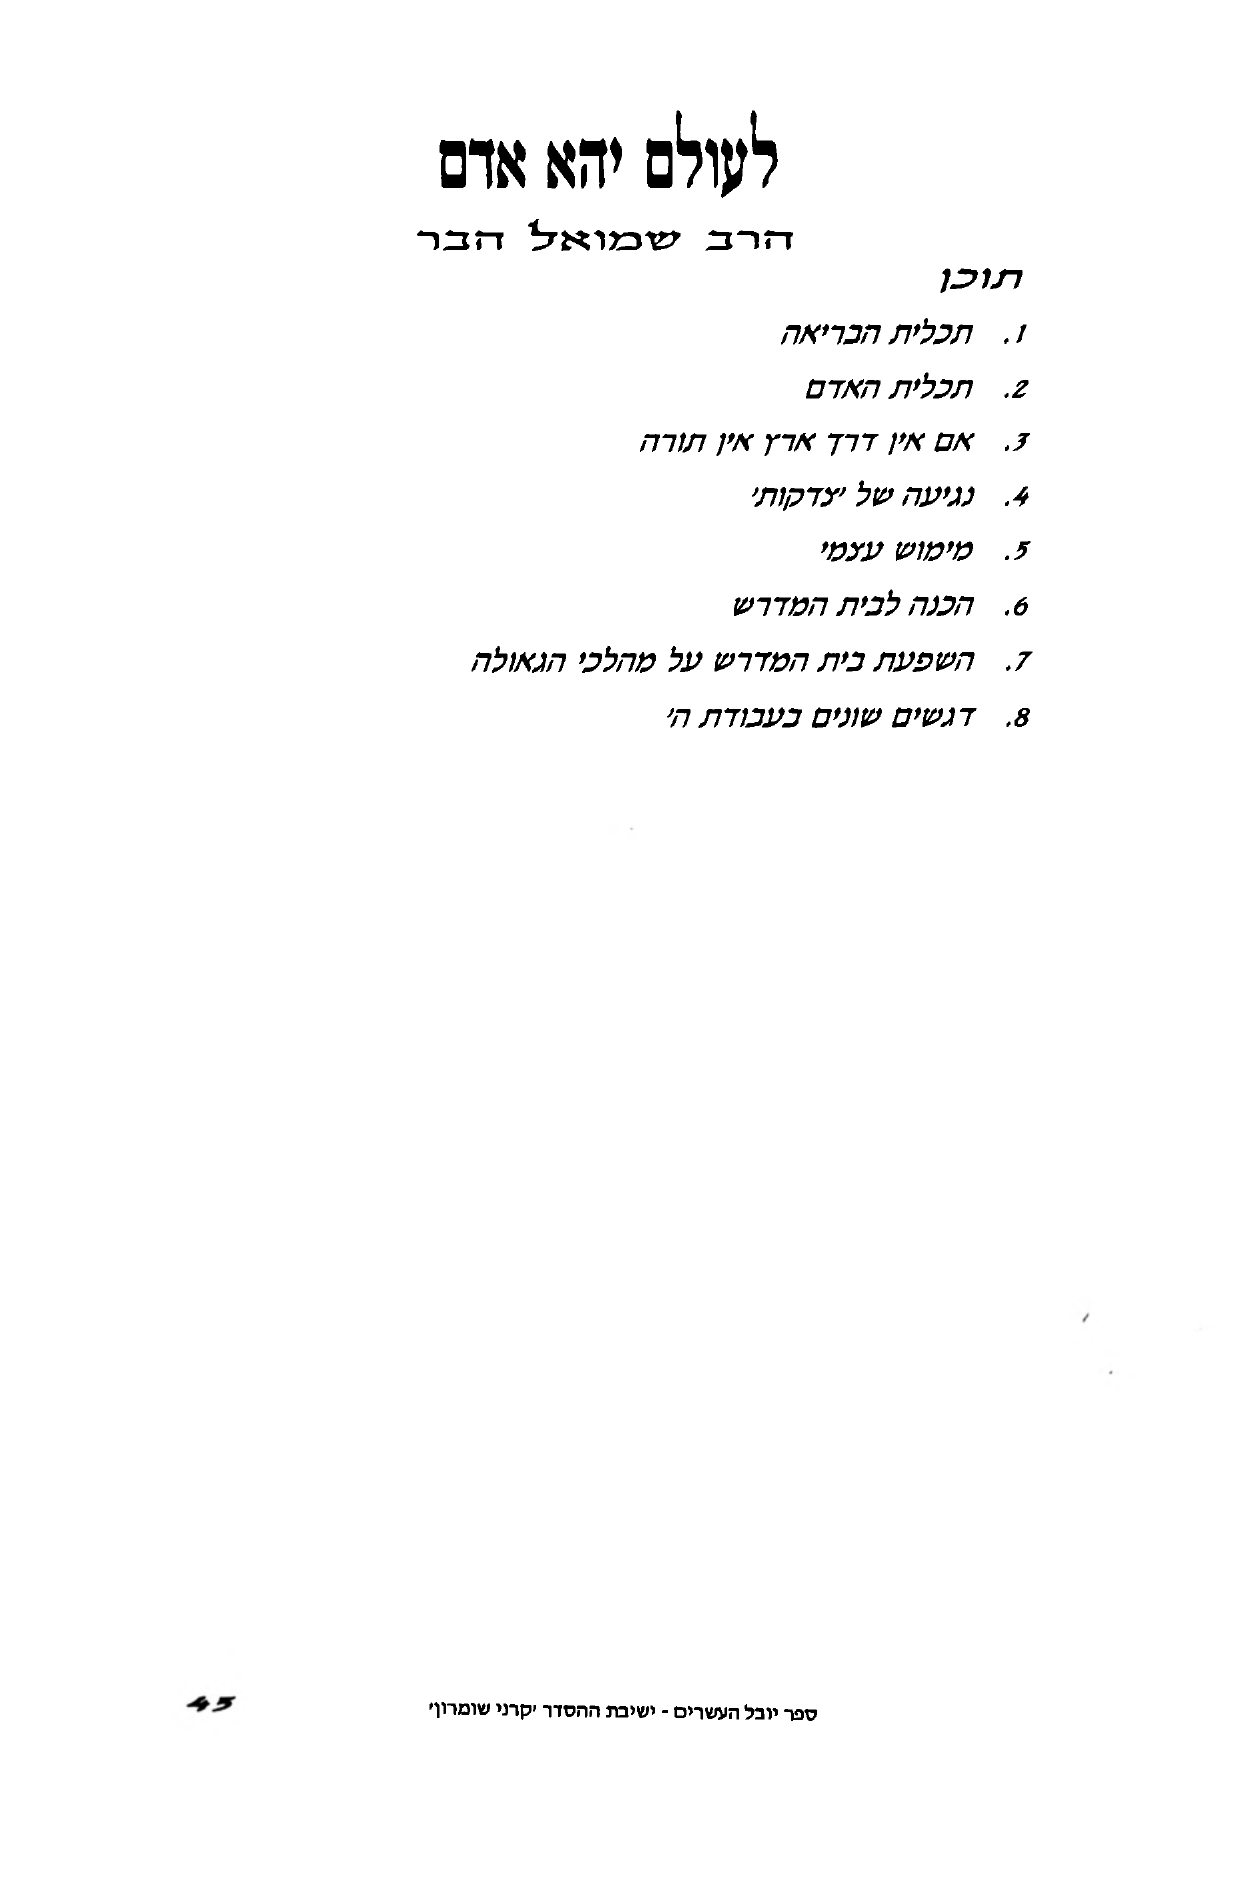 לעולם יהא אדם
הרב שמואל הבר
תוכן
1. תכלית הבריאה
2. תכלית האדם
3. אם אין דרך ארץ אין תורה
4. נגיעה של 'צדקות'
5. מימוש עצמי
6. הכנה לבית המדרש
7. השפעת בית המדרש על מהלכי הגאולה
8. דגשים שונים בעבודת ה'
ספר יובל העשרים - ישיבת ההסדר 'קרני שומרון'
45